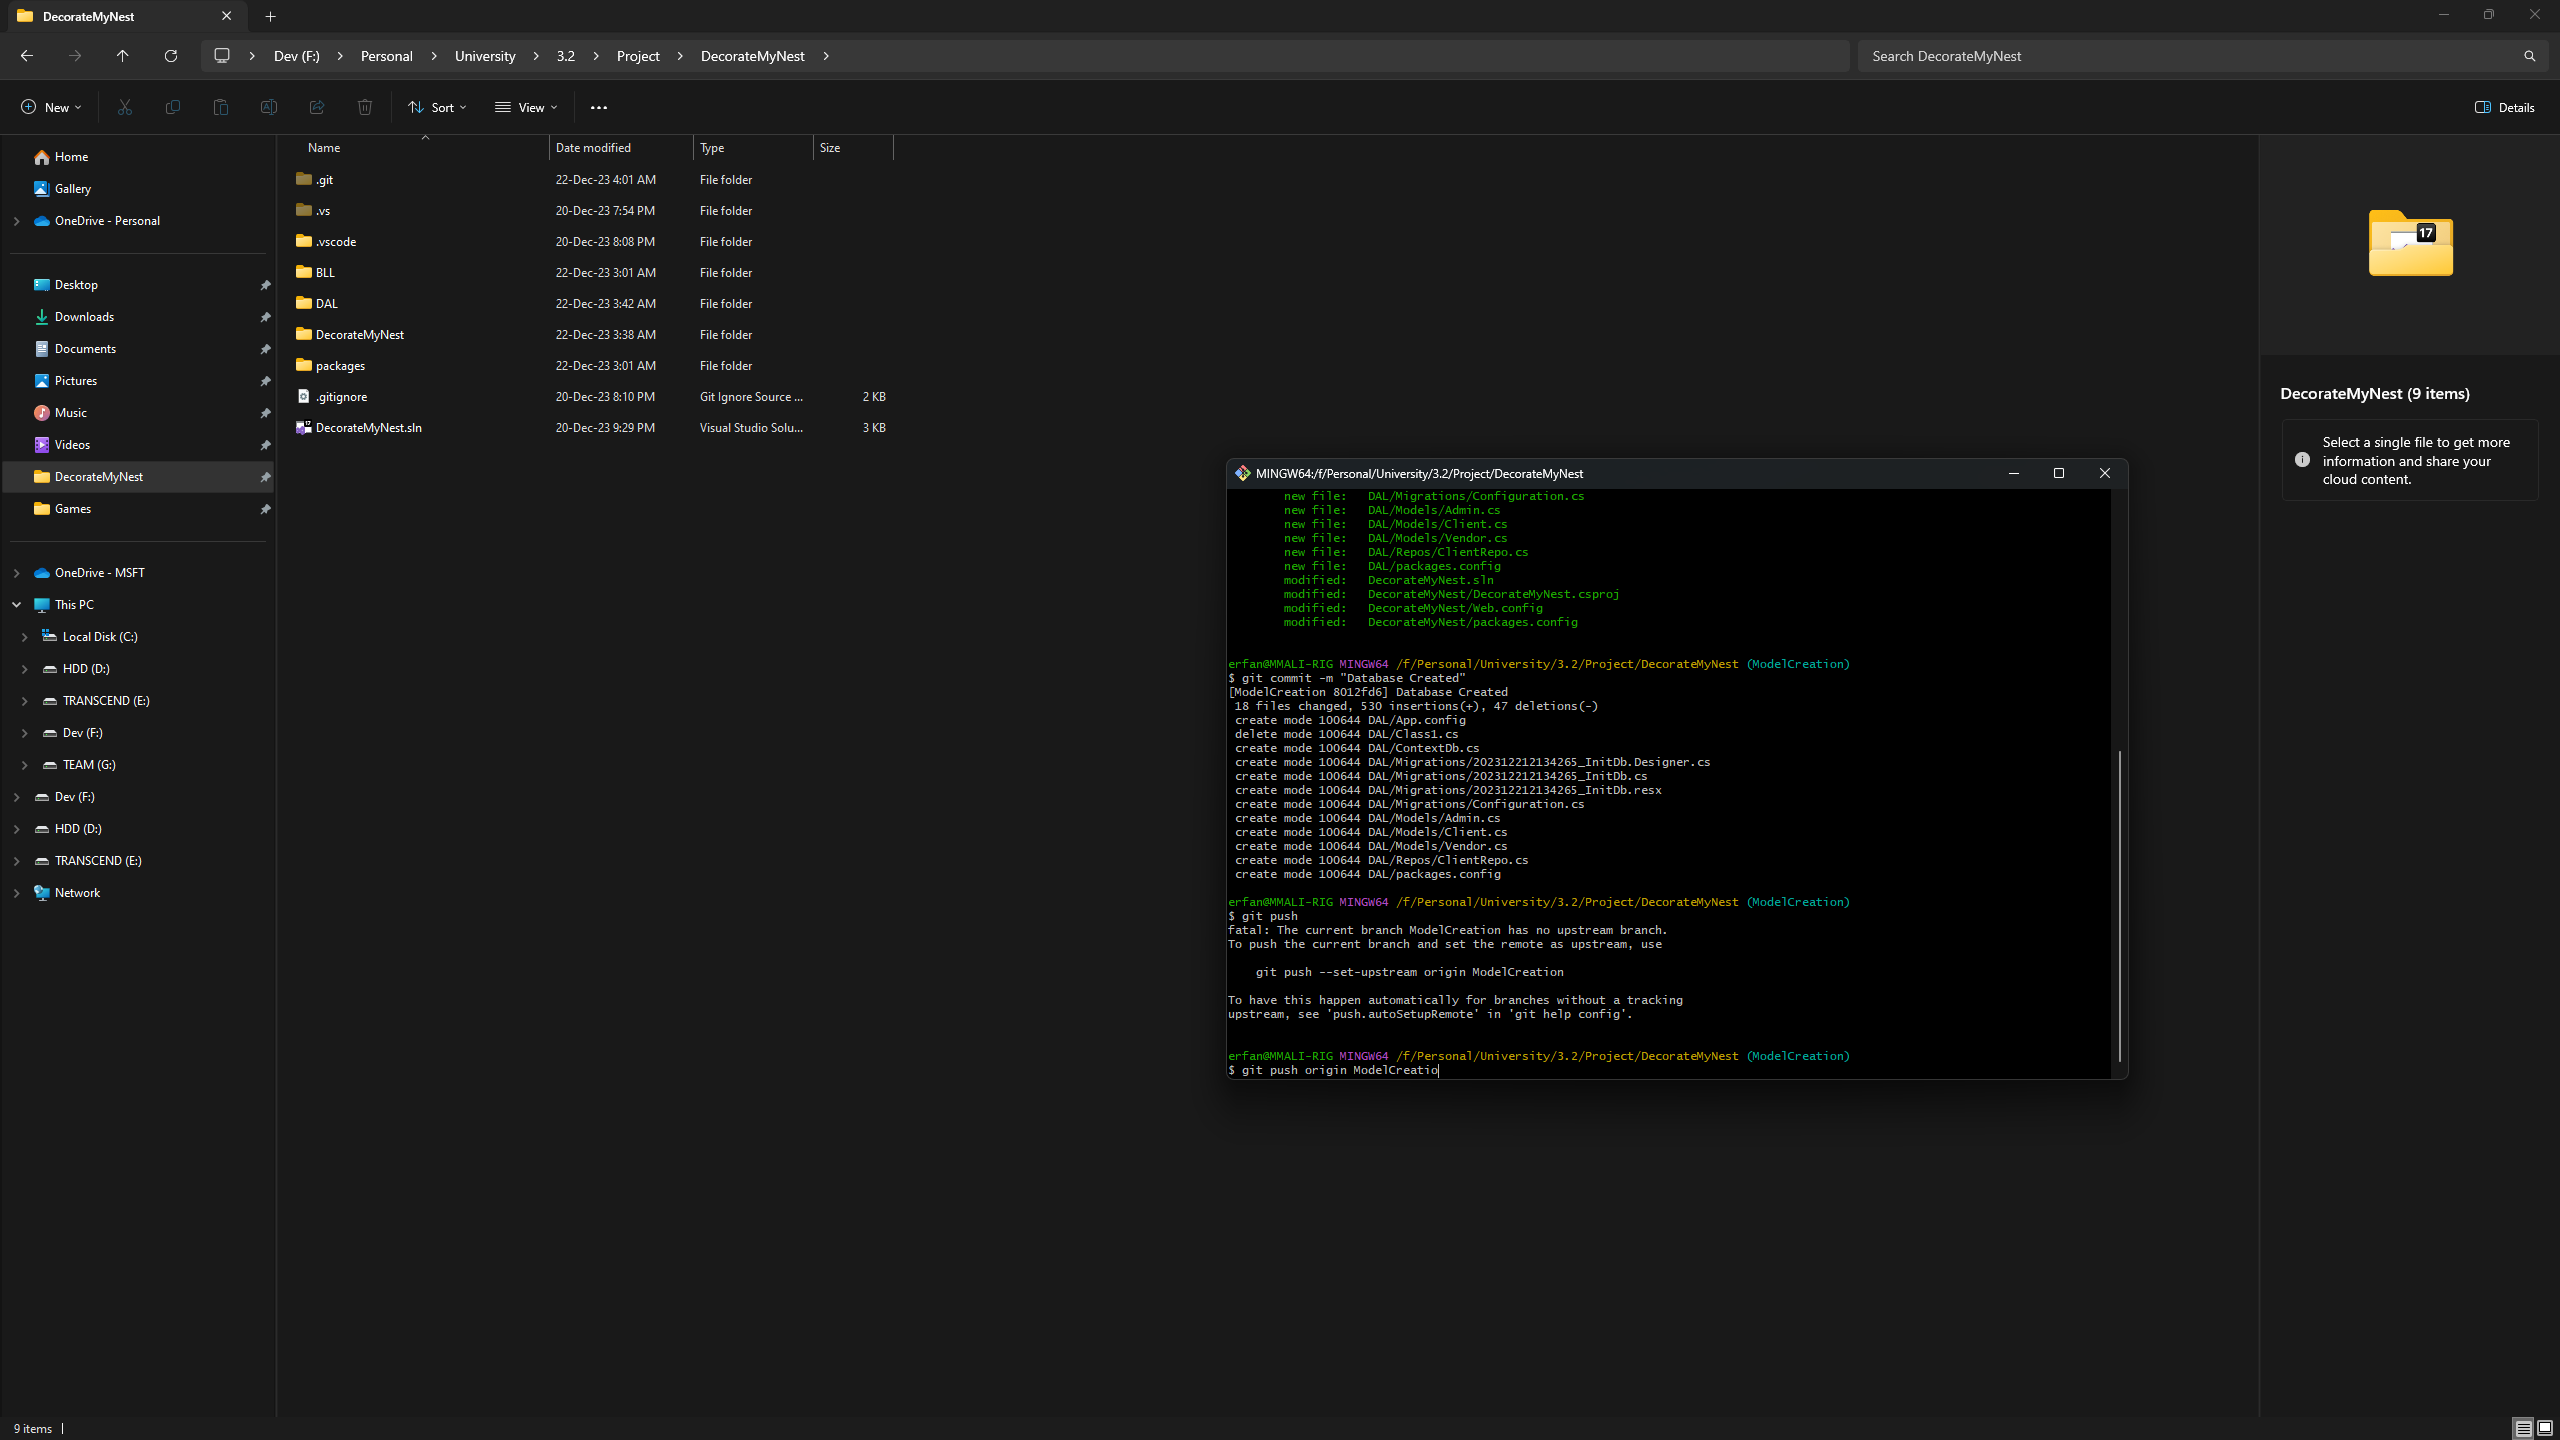 DecorateMyNest
Dev (F:) Personal University 3.2 Project DecorateMyNest
Search DecorateMyNest
New Sort View Details
Home
Gallery
OneDrive - Personal
Desktop
Downloads
Documents
Pictures
Music
Videos
DecorateMyNest
Games
OneDrive - MSFT
This PC
Local Disk (C:)
HDD (D:)
TRANSCEND (E:)
Dev (F:)
TEAM (G:)
Dev (F:)
HDD (D:)
TRANSCEND (E:)
Network
Name Date modified Type Size
.git 22-Dec-23 4:01 AM File folder
.vs 20-Dec-23 7:54 PM File folder
.vscode 20-Dec-23 8:08 PM File folder
BLL 22-Dec-23 3:01 AM File folder
DAL 22-Dec-23 3:42 AM File folder
DecorateMyNest 22-Dec-23 3:38 AM File folder
packages 22-Dec-23 3:01 AM File folder
.gitignore 20-Dec-23 8:10 PM Git Ignore Source ... 2 KB
DecorateMyNest.sln 20-Dec-23 9:29 PM Visual Studio Solu... 3 KB
MINGW64:/f/Personal/University/3.2/Project/DecorateMyNest
new file: DAL/Migrations/Configuration.cs
new file: DAL/Models/Admin.cs
new file: DAL/Models/Client.cs
new file: DAL/Models/Vendor.cs
new file: DAL/Repos/ClientRepo.cs
new file: DAL/packages.config
modified: DecorateMyNest.sln
modified: DecorateMyNest/DecorateMyNest.csproj
modified: DecorateMyNest/Web.config
modified: DecorateMyNest/packages.config
erfan@MMALI-RIG MINGW64 /f/Personal/University/3.2/Project/DecorateMyNest (ModelCreation)
$ git commit -m "Database Created"
[ModelCreation 8012fd6] Database Created
18 files changed, 530 insertions(+), 47 deletions(-)
create mode 100644 DAL/App.config
delete mode 100644 DAL/Class1.cs
create mode 100644 DAL/ContextDb.cs
create mode 100644 DAL/Migrations/202312212134265_InitDb.Designer.cs
create mode 100644 DAL/Migrations/202312212134265_InitDb.cs
create mode 100644 DAL/Migrations/202312212134265_InitDb.resx
create mode 100644 DAL/Migrations/Configuration.cs
create mode 100644 DAL/Models/Admin.cs
create mode 100644 DAL/Models/Client.cs
create mode 100644 DAL/Models/Vendor.cs
create mode 100644 DAL/Repos/ClientRepo.cs
create mode 100644 DAL/packages.config
erfan@MMALI-RIG MINGW64 /f/Personal/University/3.2/Project/DecorateMyNest (ModelCreation)
$ git push
fatal: The current branch ModelCreation has no upstream branch.
To push the current branch and set the remote as upstream, use
git push --set-upstream origin ModelCreation
To have this happen automatically for branches without a tracking
upstream, see 'push.autoSetupRemote' in 'git help config'.
erfan@MMALI-RIG MINGW64 /f/Personal/University/3.2/Project/DecorateMyNest (ModelCreation)
$ git push origin ModelCreatio
17
DecorateMyNest (9 items)
Select a single file to get more
information and share your
cloud content.
9 items